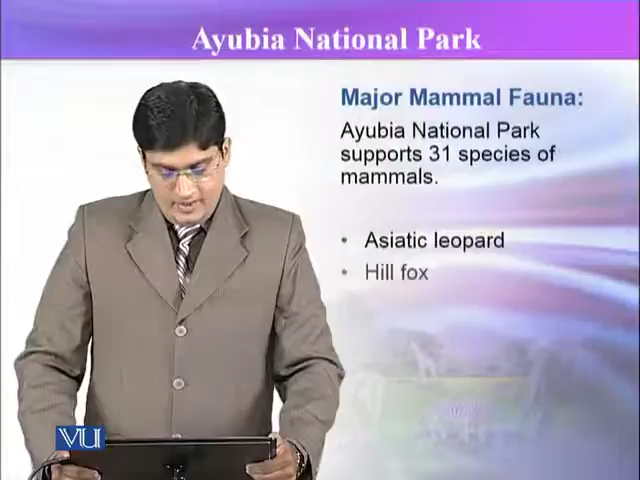 Ayubia National Park
Major Mammal Fauna:
Ayubia National Park
supports 31 species of
mammals.
• Asiatic leopard
• Hill fox
VU